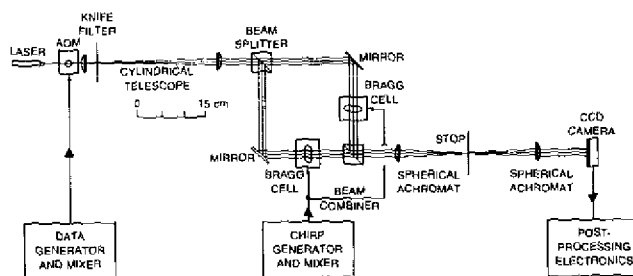 KNIFE
FILTER
AOM
LASER
BEAM
SPLITTER
MIRROR
CYLINDRICAL
TELESCOPE
0 15 cm
BRAGG
CELL
CCD
CAMERA
STOP
MIRROR
BRAGG
CELL
BEAM
COMBINER
SPHERICAL
ACHROMAT
SPHERICAL
ACHROMAT
DATA
GENERATOR
AND MIXER
CHIRP
GENERATOR
AND MIXER
POST-
PROCESSING
ELECTRONICS